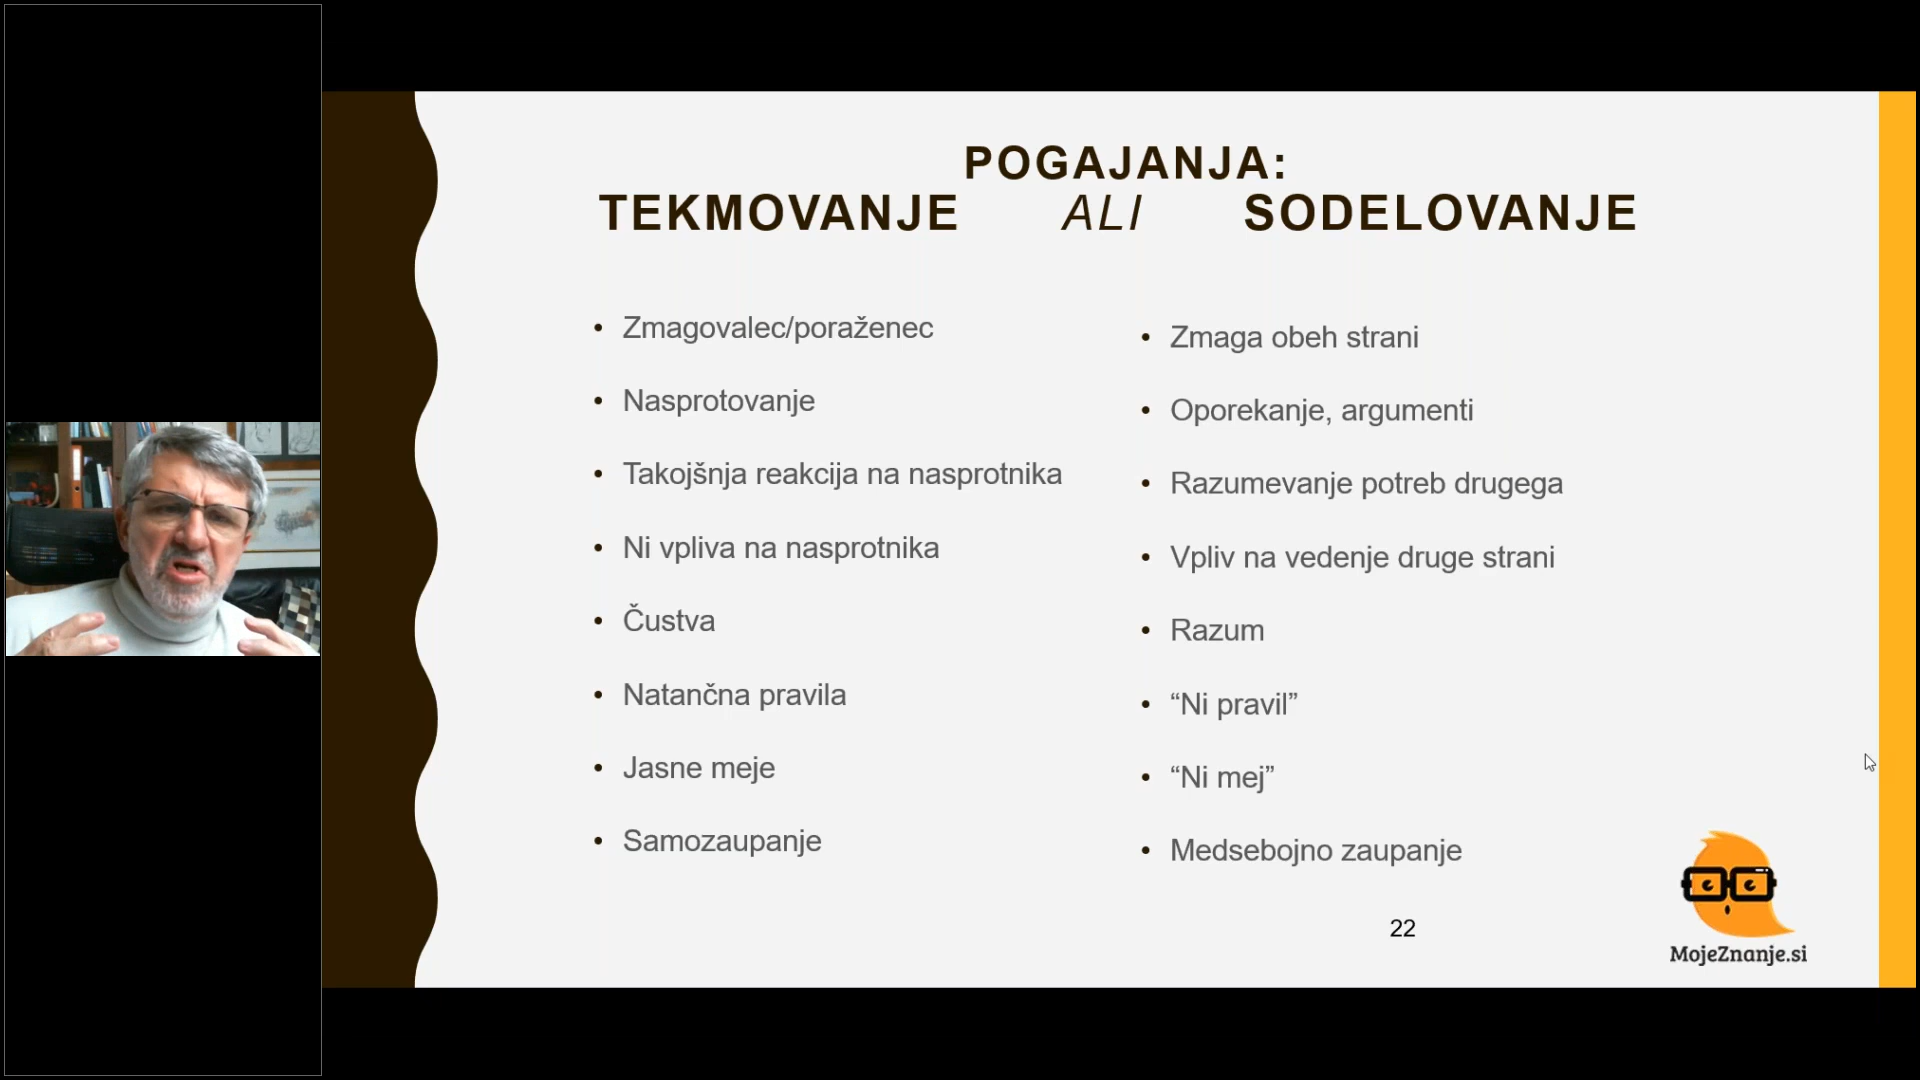 POGAJANJA:
TEKMOVANJE ALI SODELOVANJE
• Zmagovalec/poraženec
• Nasprotovanje
• Takojšnja reakcija na nasprotnika
• Ni vpliva na nasprotnika
• Čustva
• Natančna pravila
• Jasne meje
• Samozaupanje
• Zmaga obeh strani
• Oporekanje, argumenti
• Razumevanje potreb drugega
• Vpliv na vedenje druge strani
• Razum
• “Ni pravil”
• “Ni mej”
• Medsebojno zaupanje
22
MojeZnanje.si